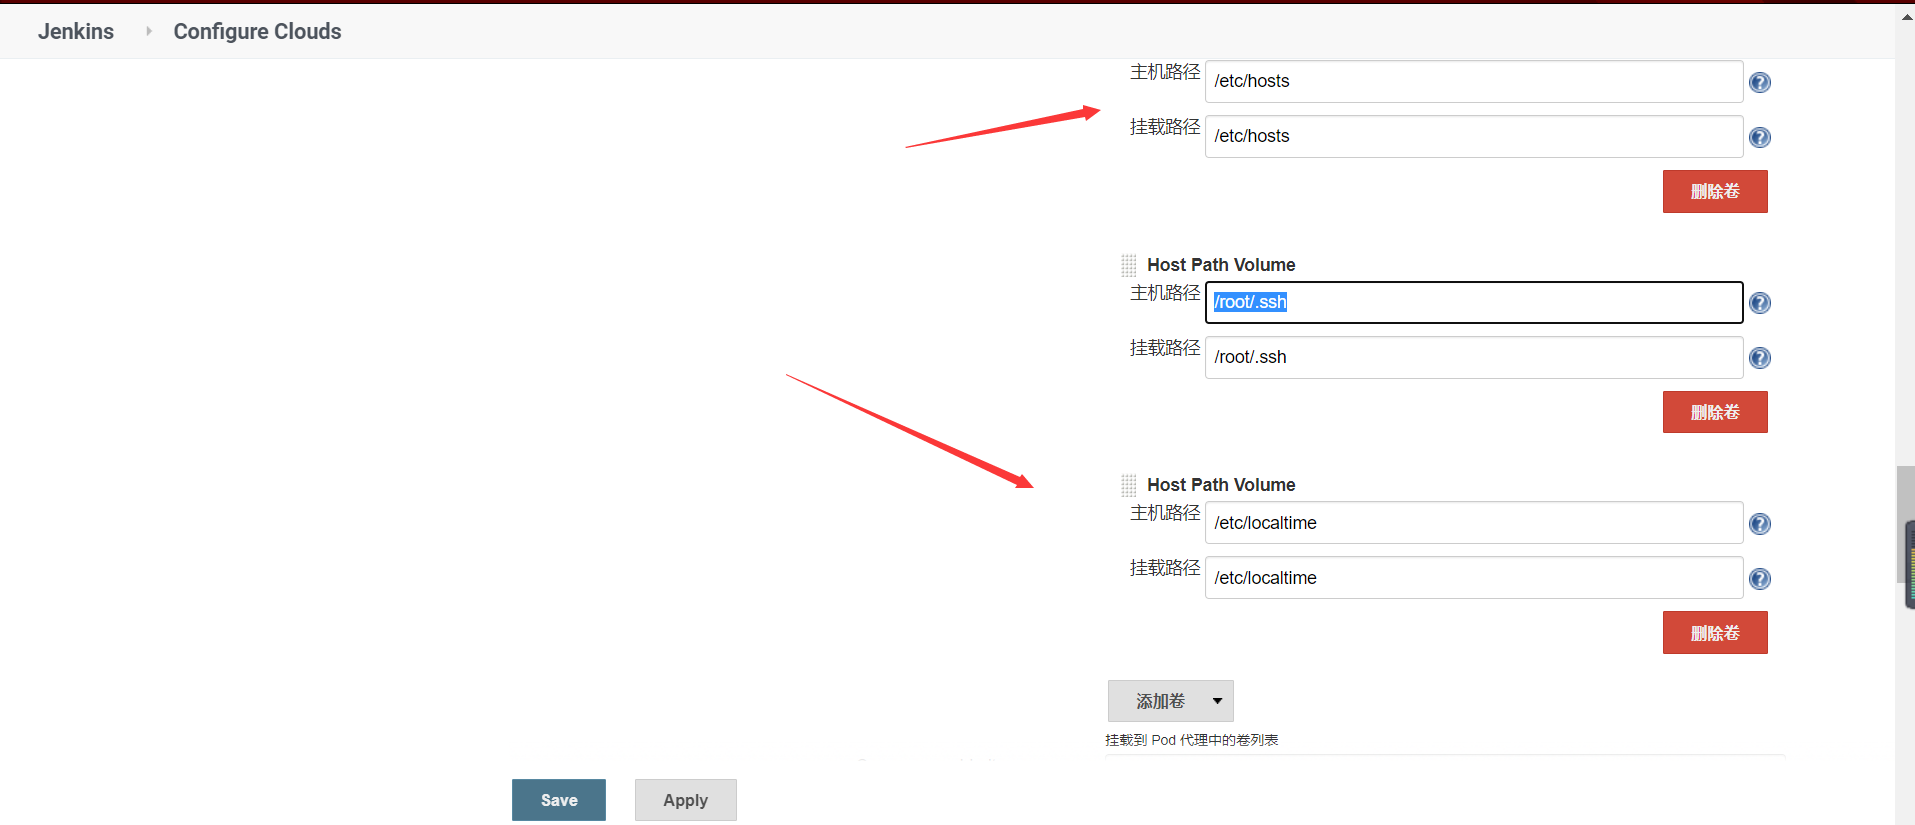 Jenkins Configure Clouds
主机路径 /etc/hosts
挂载路径 /etc/hosts
删除卷
Host Path Volume
主机路径 /root/.ssh
挂载路径 /root/.ssh
删除卷
Host Path Volume
主机路径 /etc/localtime
挂载路径 /etc/localtime
删除卷
添加卷
挂载到 Pod 代理中的卷列表
Save Apply